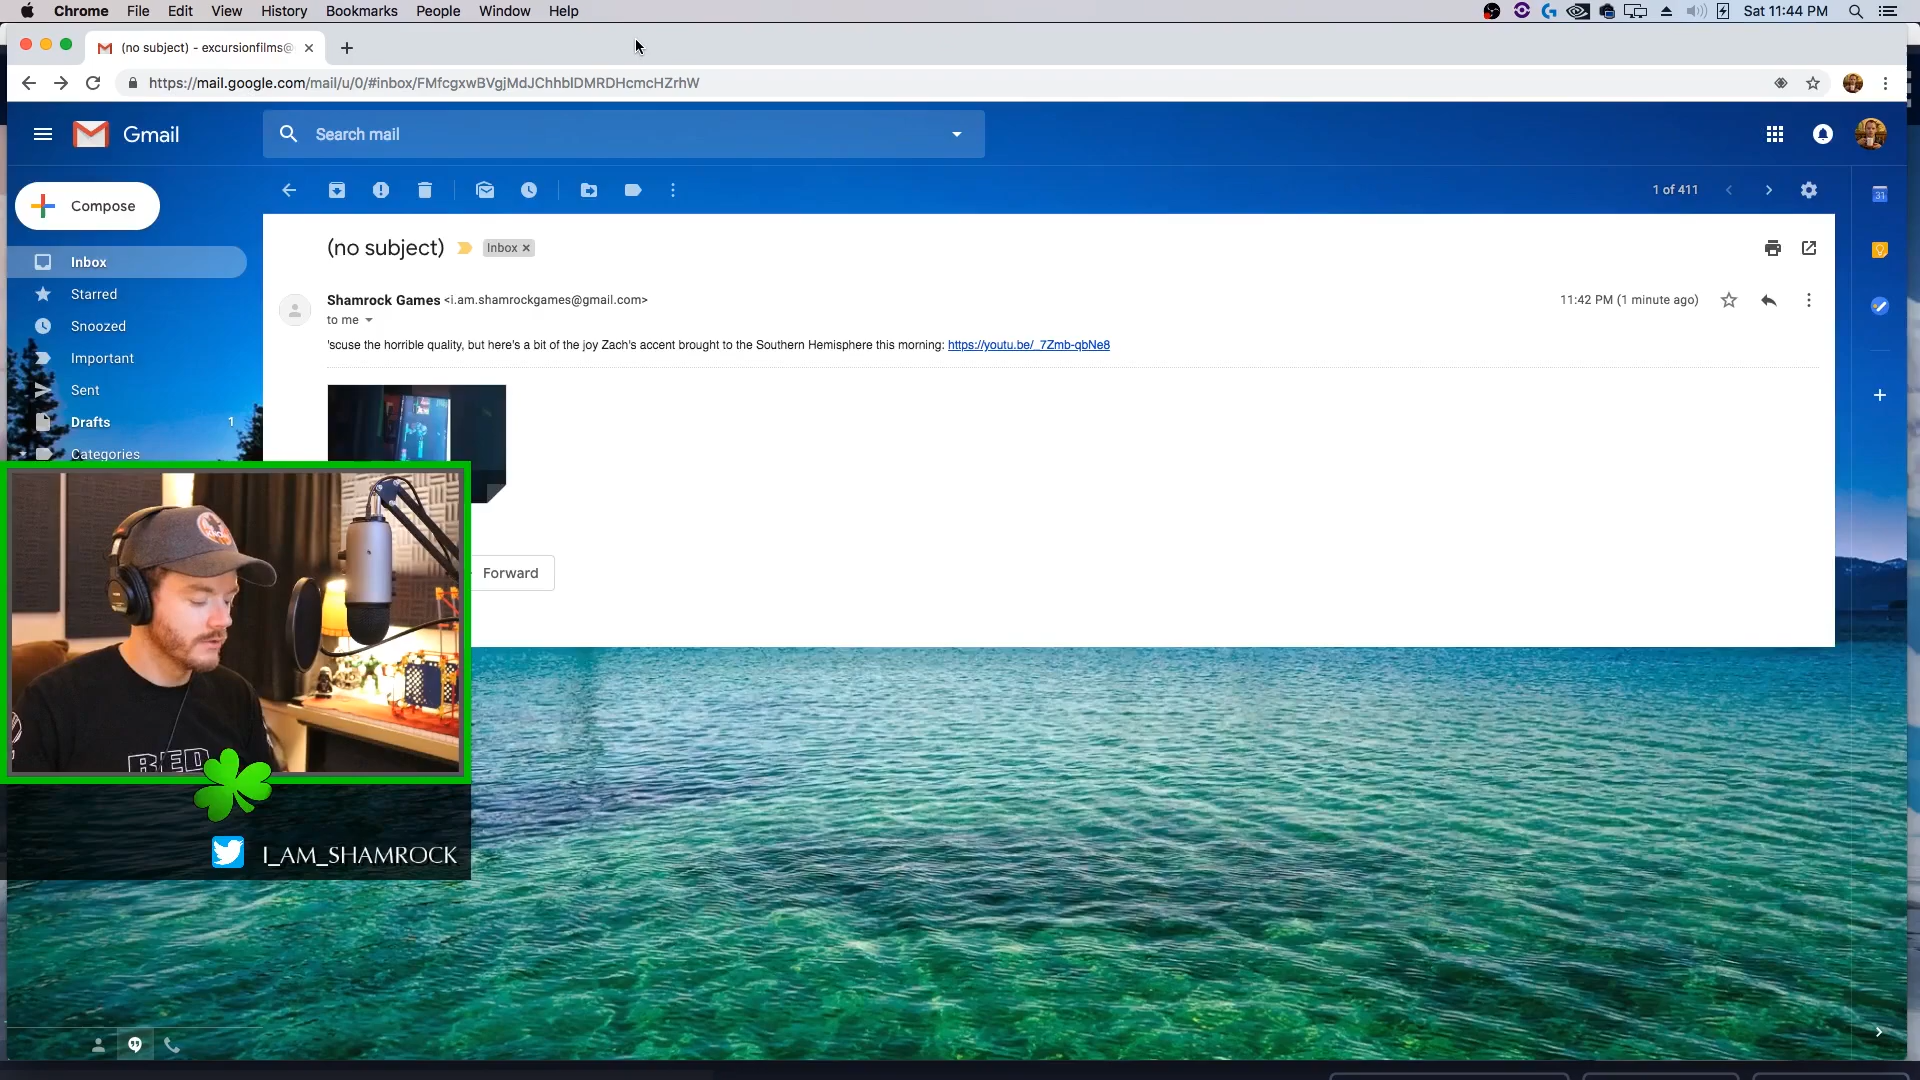 Chrome File Edit View History Bookmarks People Window Help Sat 11:44 PM
(no subject) - excursionfilms@
https://mail.google.com/mail/u/0/#inbox/FMfcgxwBVgjMdJChhblDMRDHcmcHZrhW
Gmail
Search mail
Compose
1 of 411
31
(no subject)
Inbox
Inbox
Starred
Snoozed
Important
Sent
Drafts 1
Categories
Shamrock Games <i.am.shamrockgames@gmail.com>
11:42 PM (1 minute ago)
to me
'scuse the horrible quality, but here's a bit of the joy Zach's accent brought to the Southern Hemisphere this morning: https://youtu.be/_7Zmb-qbNe8
Forward
RED
I_AM_SHAMROCK